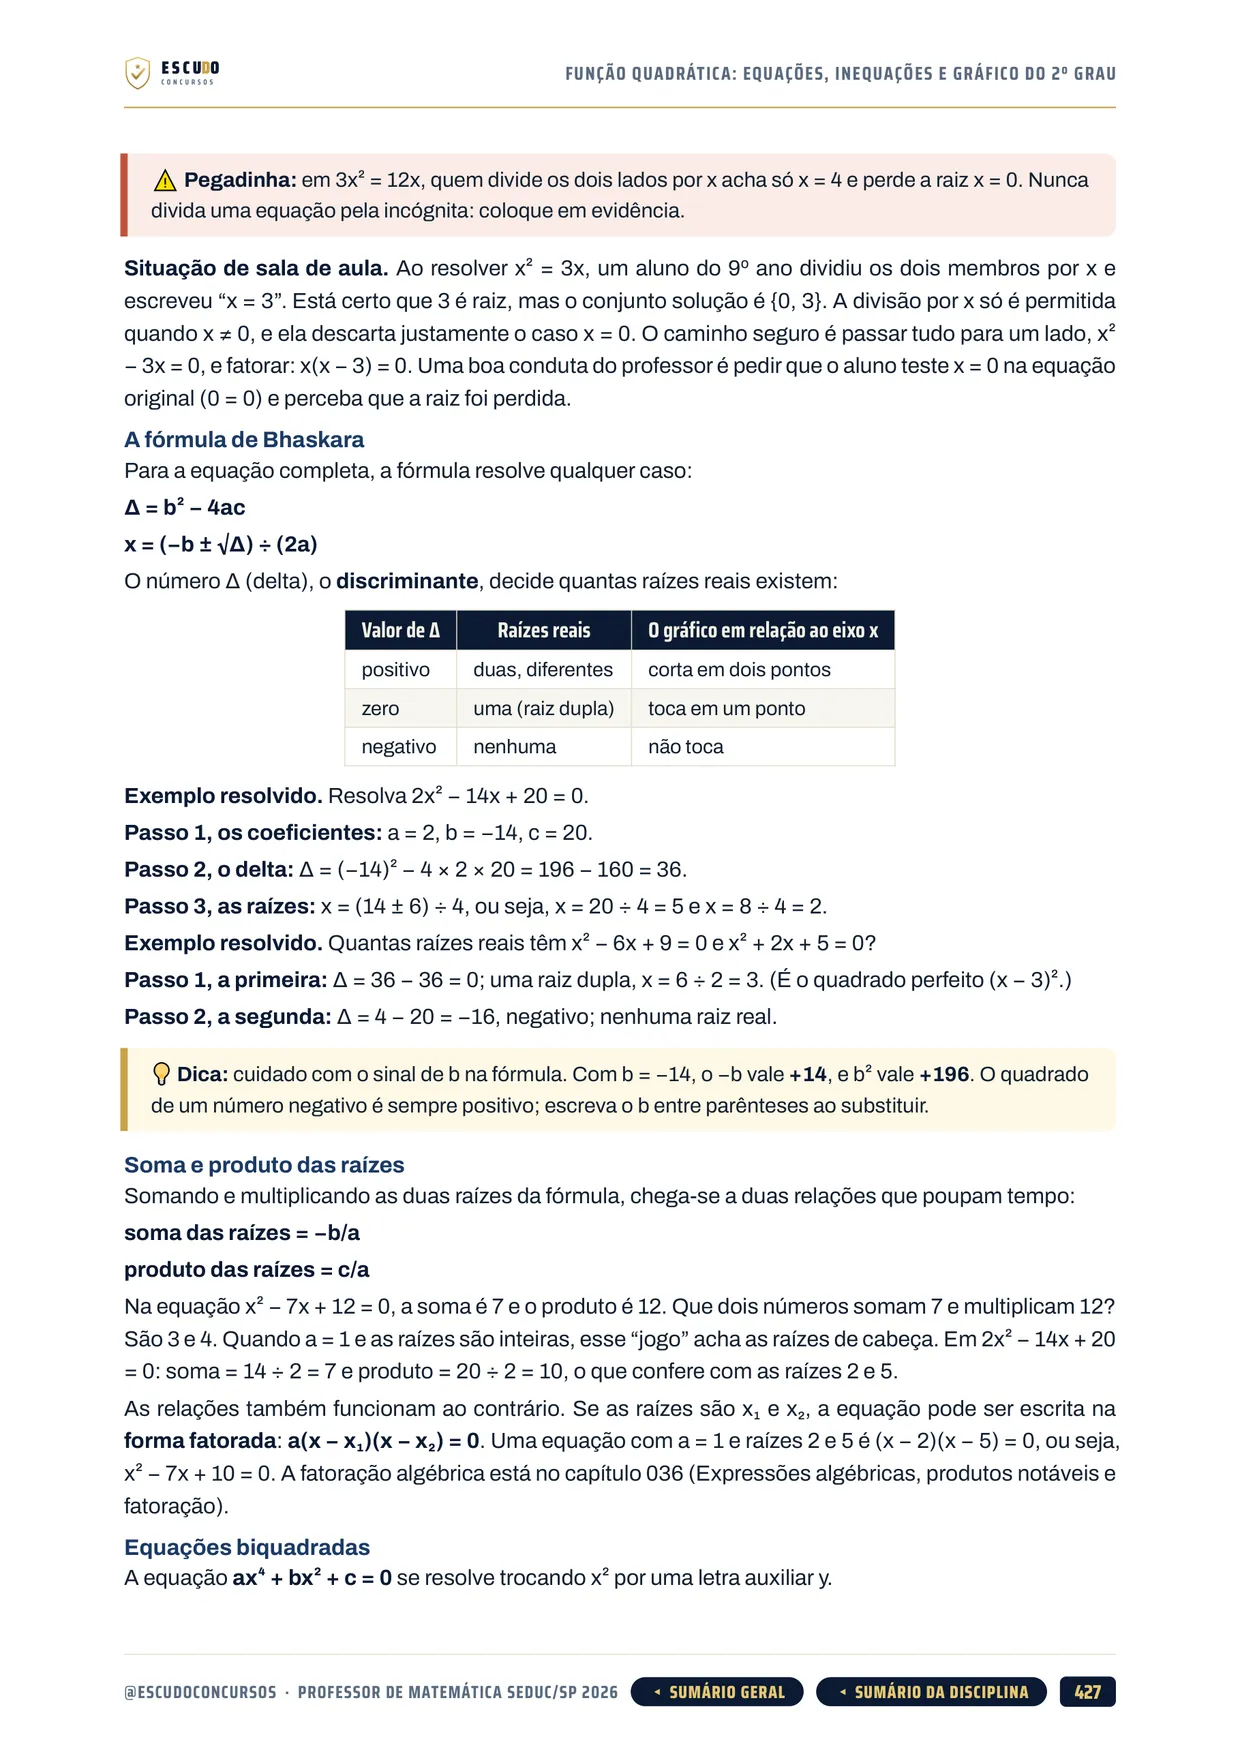 ESCUDO
CONCURSOS
FUNÇÃO QUADRÁTICA: EQUAÇÕES, INEQUAÇÕES E GRÁFICO DO 2º GRAU
⚠️ Pegadinha: em 3x² = 12x, quem divide os dois lados por x acha só x = 4 e perde a raiz x = 0. Nunca
divida uma equação pela incógnita: coloque em evidência.
Situação de sala de aula. Ao resolver x² = 3x, um aluno do 9º ano dividiu os dois membros por x e
escreveu “x = 3”. Está certo que 3 é raiz, mas o conjunto solução é {0, 3}. A divisão por x só é permitida
quando x ≠ 0, e ela descarta justamente o caso x = 0. O caminho seguro é passar tudo para um lado, x²
− 3x = 0, e fatorar: x(x − 3) = 0. Uma boa conduta do professor é pedir que o aluno teste x = 0 na equação
original (0 = 0) e perceba que a raiz foi perdida.
A fórmula de Bhaskara
Para a equação completa, a fórmula resolve qualquer caso:
Δ = b² − 4ac
x = (−b ± √Δ) ÷ (2a)
O número Δ (delta), o discriminante, decide quantas raízes reais existem:
Valor de Δ Raízes reais O gráfico em relação ao eixo x
positivo duas, diferentes corta em dois pontos
zero uma (raiz dupla) toca em um ponto
negativo nenhuma não toca
Exemplo resolvido. Resolva 2x² − 14x + 20 = 0.
Passo 1, os coeficientes: a = 2, b = −14, c = 20.
Passo 2, o delta: Δ = (−14)² − 4 × 2 × 20 = 196 − 160 = 36.
Passo 3, as raízes: x = (14 ± 6) ÷ 4, ou seja, x = 20 ÷ 4 = 5 e x = 8 ÷ 4 = 2.
Exemplo resolvido. Quantas raízes reais têm x² − 6x + 9 = 0 e x² + 2x + 5 = 0?
Passo 1, a primeira: Δ = 36 − 36 = 0; uma raiz dupla, x = 6 ÷ 2 = 3. (É o quadrado perfeito (x − 3)².)
Passo 2, a segunda: Δ = 4 − 20 = −16, negativo; nenhuma raiz real.
💡 Dica: cuidado com o sinal de b na fórmula. Com b = −14, o −b vale +14, e b² vale +196. O quadrado
de um número negativo é sempre positivo; escreva o b entre parênteses ao substituir.
Soma e produto das raízes
Somando e multiplicando as duas raízes da fórmula, chega-se a duas relações que poupam tempo:
soma das raízes = −b/a
produto das raízes = c/a
Na equação x² − 7x + 12 = 0, a soma é 7 e o produto é 12. Que dois números somam 7 e multiplicam 12?
São 3 e 4. Quando a = 1 e as raízes são inteiras, esse “jogo” acha as raízes de cabeça. Em 2x² − 14x + 20
= 0: soma = 14 ÷ 2 = 7 e produto = 20 ÷ 2 = 10, o que confere com as raízes 2 e 5.
As relações também funcionam ao contrário. Se as raízes são x₁ e x₂, a equação pode ser escrita na
forma fatorada: a(x − x₁)(x − x₂) = 0. Uma equação com a = 1 e raízes 2 e 5 é (x − 2)(x − 5) = 0, ou seja,
x² − 7x + 10 = 0. A fatoração algébrica está no capítulo 036 (Expressões algébricas, produtos notáveis e
fatoração).
Equações biquadradas
A equação ax⁴ + bx² + c = 0 se resolve trocando x² por uma letra auxiliar y.
@ESCUDOCONCURSOS · PROFESSOR DE MATEMÁTICA SEDUC/SP 2026 ◂ SUMÁRIO GERAL ◂ SUMÁRIO DA DISCIPLINA 427